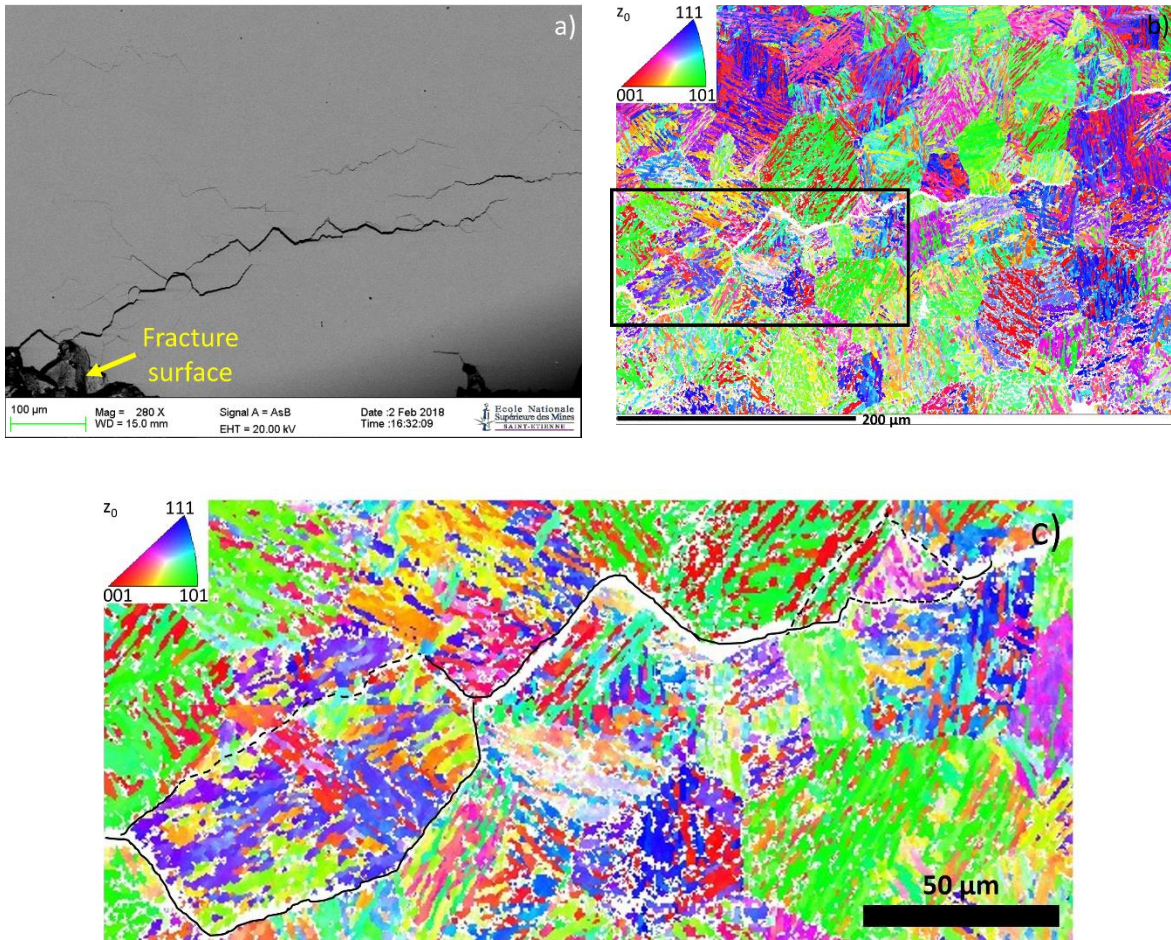 a)
Fracture
surface
100 µm
Mag = 280 X
WD = 15.0 mm
Signal A = AsB
EHT = 20.00 kV
Date :2 Feb 2018
Time :16:32:09
Ecole Nationale
Supérieure des Mines
SAINT-ETIENNE
z0
111
001
101
b)
200 µm
z0
111
001
101
c)
50 µm